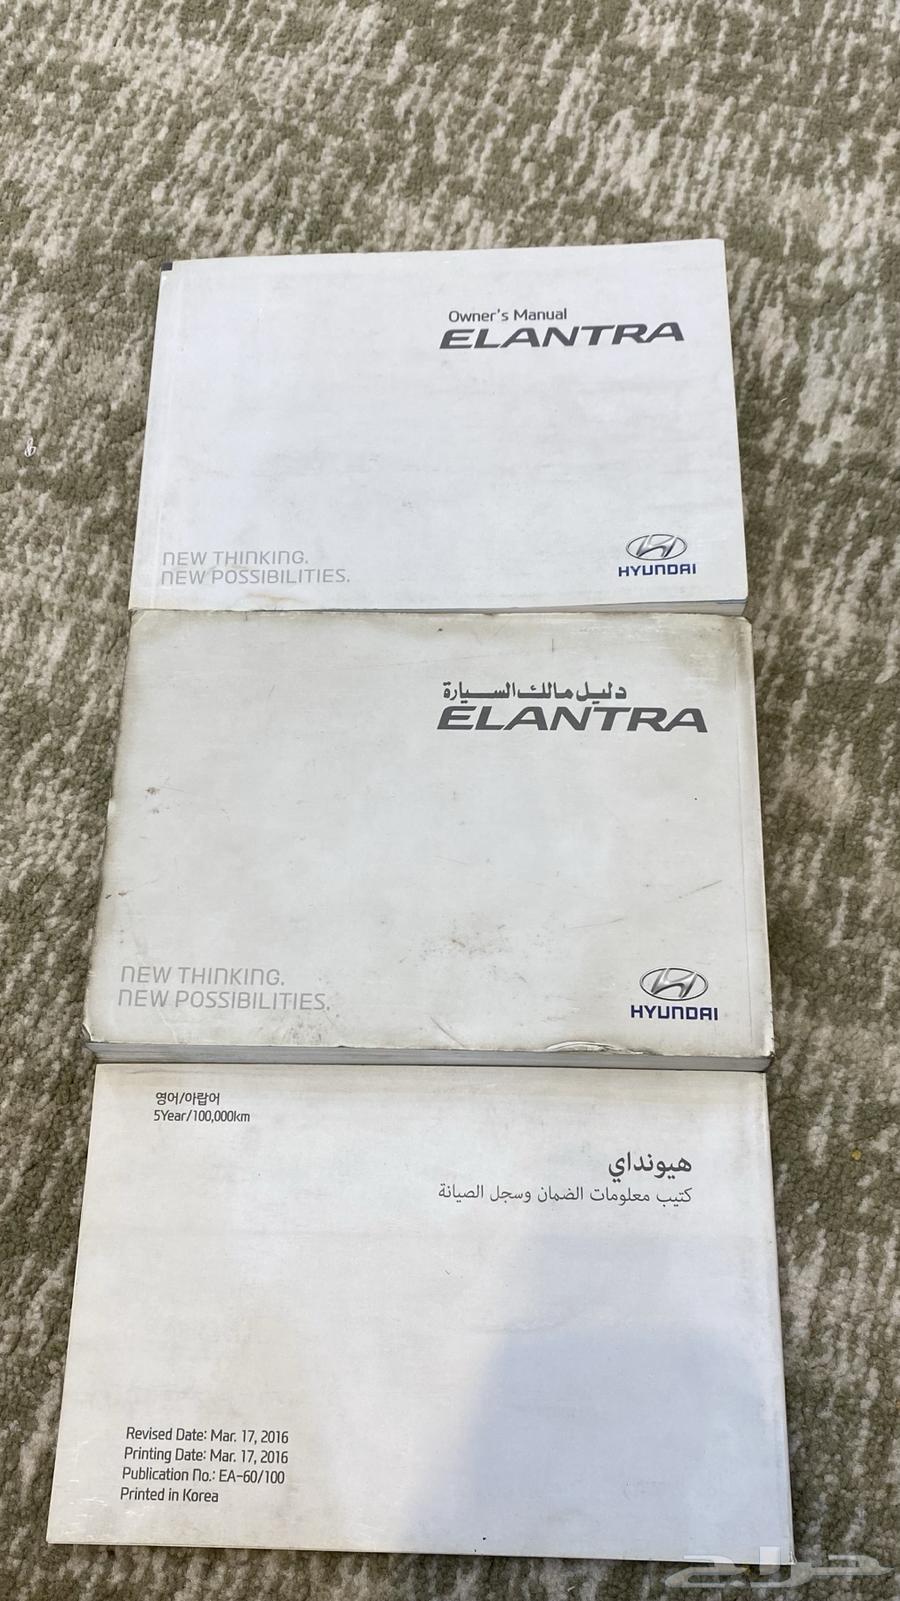 Owner's Manual
ELANTRA
NEW THINKING.
NEW POSSIBILITIES.
HYUNDAI
دليل مالك السيارة
ELANTRA
NEW THINKING.
NEW POSSIBILITIES.
HYUNDAI
영어/아랍어
5Year/100,000km
هيونداي
كتيب معلومات الضمان وسجل الصيانة
Revised Date: Mar. 17, 2016
Printing Date: Mar. 17, 2016
Publication No.: EA-60/100
Printed in Korea
حراج